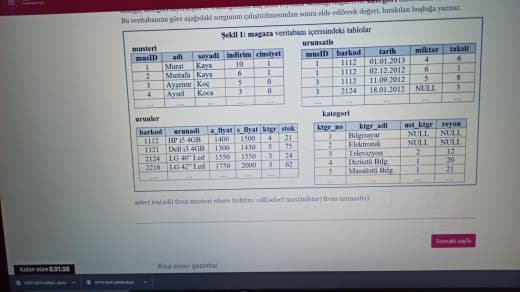 Bu veritabanına göre aşağıdaki sorgunun çalıştırılmasından sonra elde edilecek değeri, bırakılan boşluğa yazınız.
Şekil 1: magaza veritabanı içerisindeki tablolar
musteri
musID adi soyadi indirim cinsiyet
1 Murat Kaya 10 1
2 Mustafa Kaya 6 1
3 Ayşenur Koç 5 0
4 Aysel Koca 3 0
... ... ... ... ...
urunsatis
musID barkod tarih miktar taksit
1 1112 01.01.2013 4 6
1 1112 02.12.2012 6 1
3 1112 11.09.2012 5 8
3 2124 18.01.2012 NULL 3
... ... ... ... ...
urunler
barkod urunadi a_fiyat s_fiyat ktgr stok
1112 HP i5 4GB 1400 1500 4 21
1121 Dell i3 4GB 1300 1430 5 75
2124 LG 40" Led 1550 1550 3 24
2218 LG 42" Led 1750 2000 3 62
... ... ... ... ... ...
kategori
ktgr_no ktgr_adi ust_ktgr reyon
1 Bilgisayar NULL NULL
2 Elektronik NULL NULL
3 Televizyon 2 12
4 Dizüstü Bilg. 1 20
5 Masaüstü Bilg. 1 21
... ... ... ...
from musteri where indirim (select max(miktar) from urunsatis)
Sonraki sayfa
Kısa sınav gezintisi
Kalan süre 0:31:38